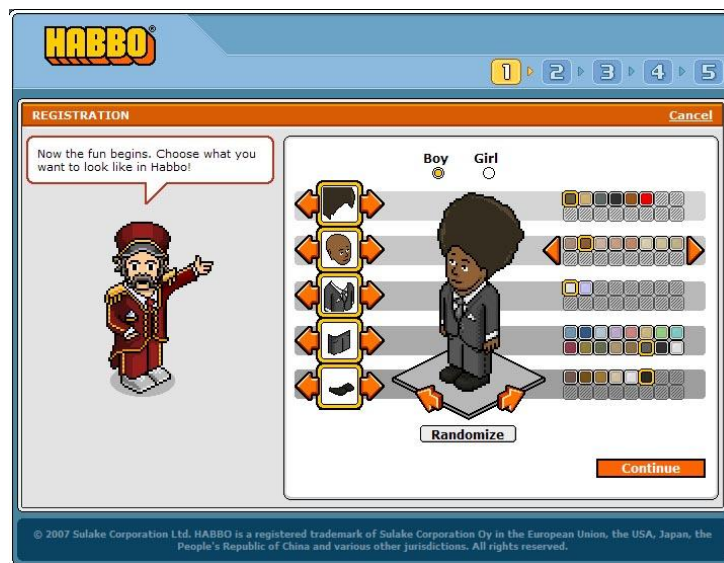 HABBO
1 2 3 4 5
REGISTRATION Cancel
Now the fun begins. Choose what you
want to look like in Habbo!
Boy Girl
Randomize
Continue
© 2007 Sulake Corporation Ltd. HABBO is a registered trademark of Sulake Corporation Oy in the European Union, the USA, Japan, the
People's Republic of China and various other jurisdictions. All rights reserved.